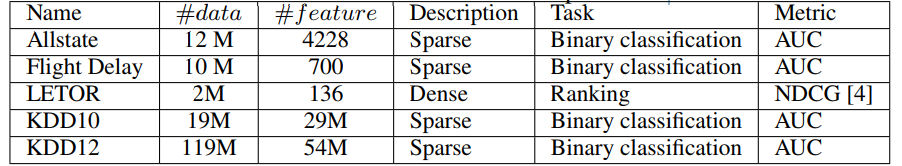 Name #data #feature Description Task Metric
Allstate 12 M 4228 Sparse Binary classification AUC
Flight Delay 10 M 700 Sparse Binary classification AUC
LETOR 2M 136 Dense Ranking NDCG [4]
KDD10 19M 29M Sparse Binary classification AUC
KDD12 119M 54M Sparse Binary classification AUC